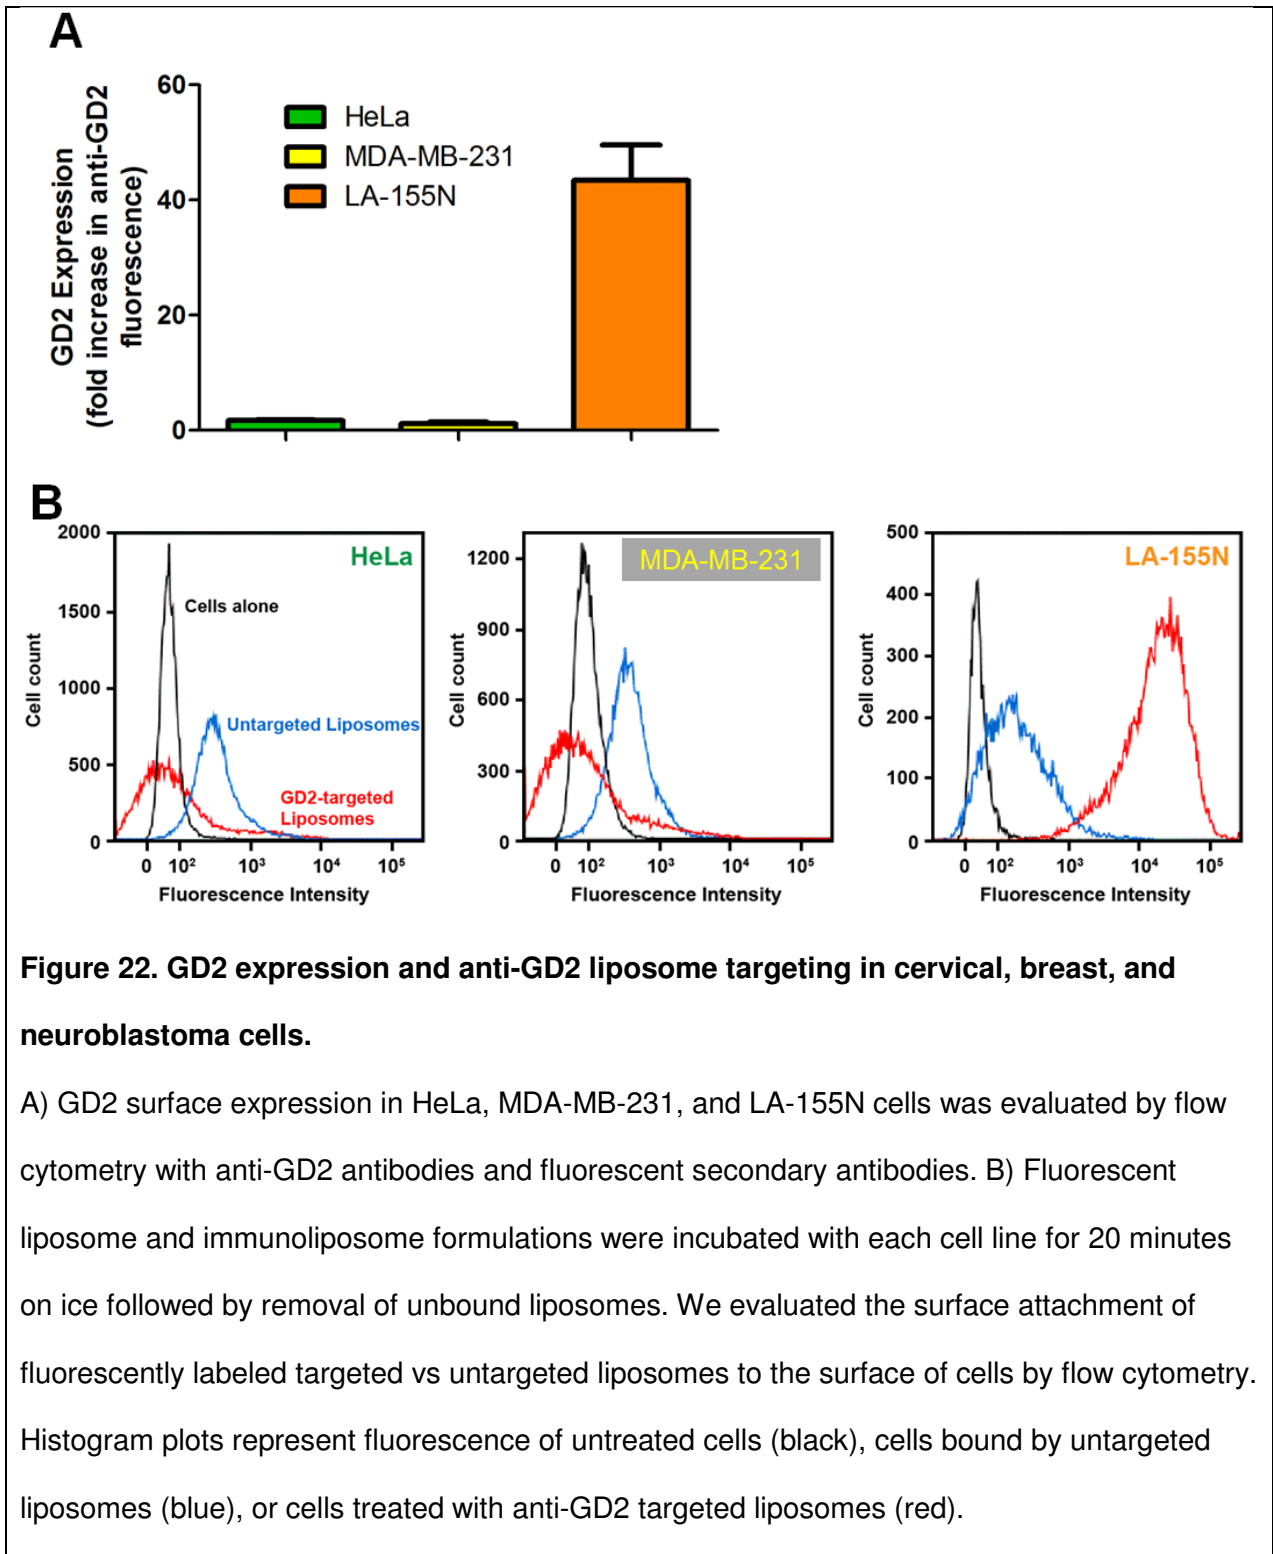 A
60
40
20
0
GD2 Expression
(fold increase in anti-GD2
fluorescence)
HeLa
MDA-MB-231
LA-155N
B
2000
1500
1000
500
0
Cell count
HeLa
Cells alone
Untargeted Liposomes
GD2-targeted
Liposomes
0 10² 10³ 10⁴ 10⁵
Fluorescence Intensity
1200
900
600
300
0
Cell count
MDA-MB-231
0 10² 10³ 10⁴ 10⁵
Fluorescence Intensity
500
400
300
200
100
0
Cell count
LA-155N
0 10² 10³ 10⁴ 10⁵
Fluorescence Intensity
Figure 22. GD2 expression and anti-GD2 liposome targeting in cervical, breast, and
neuroblastoma cells.
A) GD2 surface expression in HeLa, MDA-MB-231, and LA-155N cells was evaluated by flow
cytometry with anti-GD2 antibodies and fluorescent secondary antibodies. B) Fluorescent
liposome and immunoliposome formulations were incubated with each cell line for 20 minutes
on ice followed by removal of unbound liposomes. We evaluated the surface attachment of
fluorescently labeled targeted vs untargeted liposomes to the surface of cells by flow cytometry.
Histogram plots represent fluorescence of untreated cells (black), cells bound by untargeted
liposomes (blue), or cells treated with anti-GD2 targeted liposomes (red).